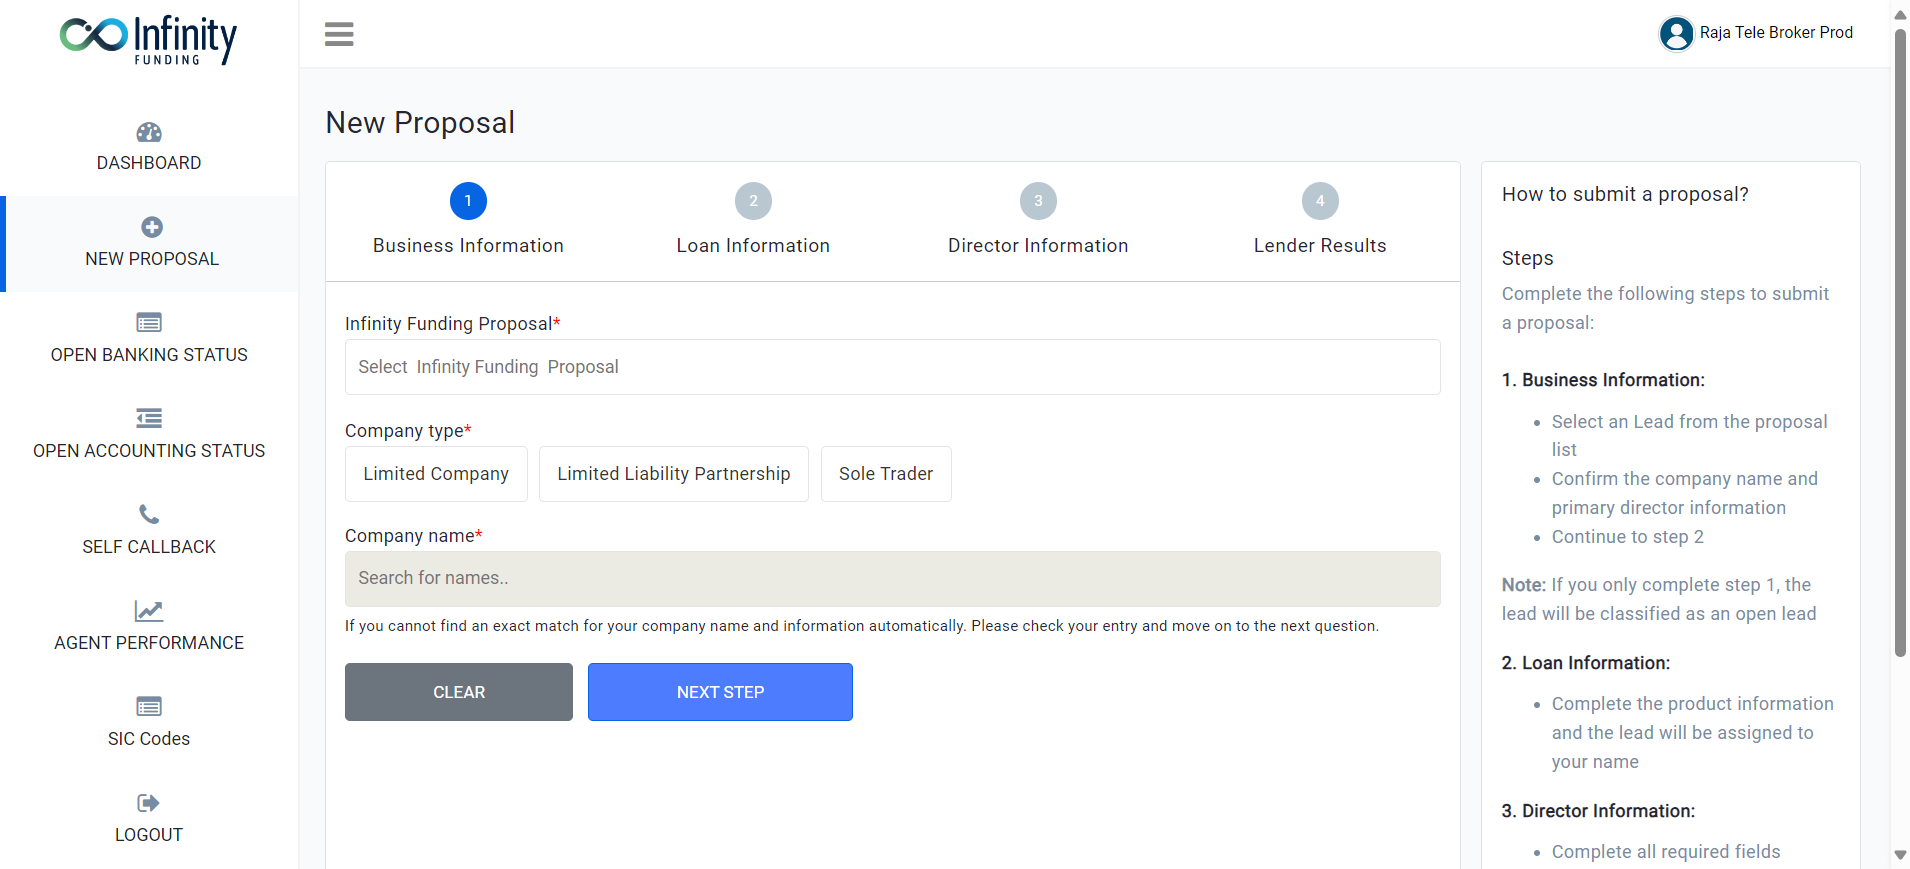 Infinity
FUNDING
Raja Tele Broker Prod
DASHBOARD
NEW PROPOSAL
OPEN BANKING STATUS
OPEN ACCOUNTING STATUS
SELF CALLBACK
AGENT PERFORMANCE
SIC Codes
LOGOUT
New Proposal
1
2
3
4
Business Information
Loan Information
Director Information
Lender Results
Infinity Funding Proposal*
Select Infinity Funding Proposal
Company type*
Limited Company
Limited Liability Partnership
Sole Trader
Company name*
Search for names..
If you cannot find an exact match for your company name and information automatically. Please check your entry and move on to the next question.
CLEAR
NEXT STEP
How to submit a proposal?
Steps
Complete the following steps to submit
a proposal:
1. Business Information:
• Select an Lead from the proposal
list
• Confirm the company name and
primary director information
• Continue to step 2
Note: If you only complete step 1, the
lead will be classified as an open lead
2. Loan Information:
• Complete the product information
and the lead will be assigned to
your name
3. Director Information:
• Complete all required fields